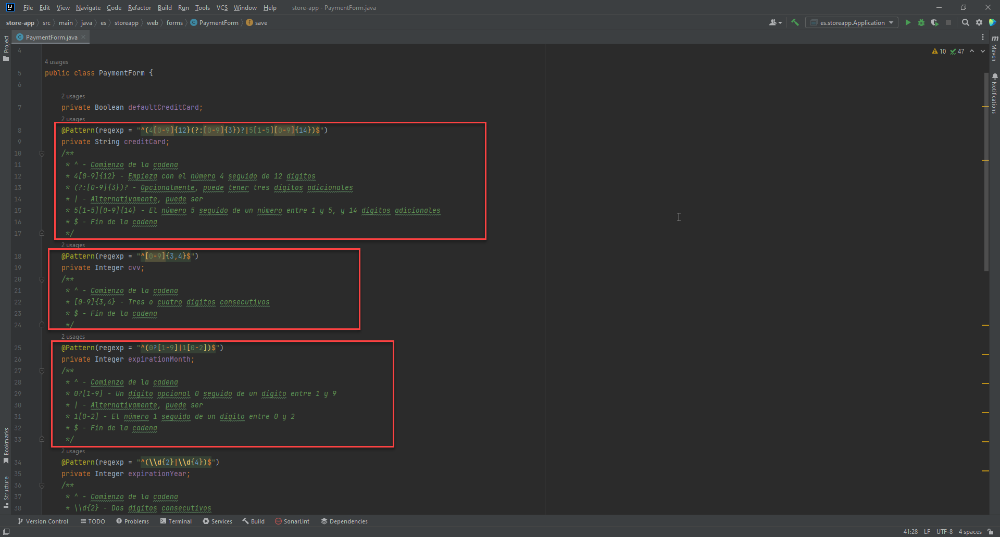 File Edit View Navigate Code Refactor Build Run Tools VCS Window Help store-app - PaymentForm.java
store-app src main java es storeapp web forms PaymentForm save
es.storeapp.Application
PaymentForm.java
10 47
Project
Maven
Notifications
Bookmarks
Structure
4
4 usages
5 public class PaymentForm {
6
2 usages
7 private Boolean defaultCreditCard;
2 usages
8 @Pattern(regexp = "^(4[0-9]{12}(?:[0-9]{3})?|5[1-5][0-9]{14})$")
9 private String creditCard;
10 /**
11 * ^ - Comienzo de la cadena
12 * 4[0-9]{12} - Empieza con el número 4 seguido de 12 dígitos
13 * (?:[0-9]{3})? - Opcionalmente, puede tener tres dígitos adicionales
14 * | - Alternativamente, puede ser
15 * 5[1-5][0-9]{14} - El número 5 seguido de un número entre 1 y 5, y 14 dígitos adicionales
16 * $ - Fin de la cadena
17 */
2 usages
18 @Pattern(regexp = "^[0-9]{3,4}$")
19 private Integer cvv;
20 /**
21 * ^ - Comienzo de la cadena
22 * [0-9]{3,4} - Tres o cuatro dígitos consecutivos
23 * $ - Fin de la cadena
24 */
2 usages
25 @Pattern(regexp = "^(0?[1-9]|1[0-2])$")
26 private Integer expirationMonth;
27 /**
28 * ^ - Comienzo de la cadena
29 * 0?[1-9] - Un dígito opcional 0 seguido de un dígito entre 1 y 9
30 * | - Alternativamente, puede ser
31 * 1[0-2] - El número 1 seguido de un dígito entre 0 y 2
32 * $ - Fin de la cadena
33 */
2 usages
34 @Pattern(regexp = "^(\\d{2}|\\d{4})$")
35 private Integer expirationYear;
36 /**
37 * ^ - Comienzo de la cadena
38 * \\d{2} - Dos dígitos consecutivos
Version Control TODO Problems Terminal Services Build SonarLint Dependencies
41:28 LF UTF-8 4 spaces